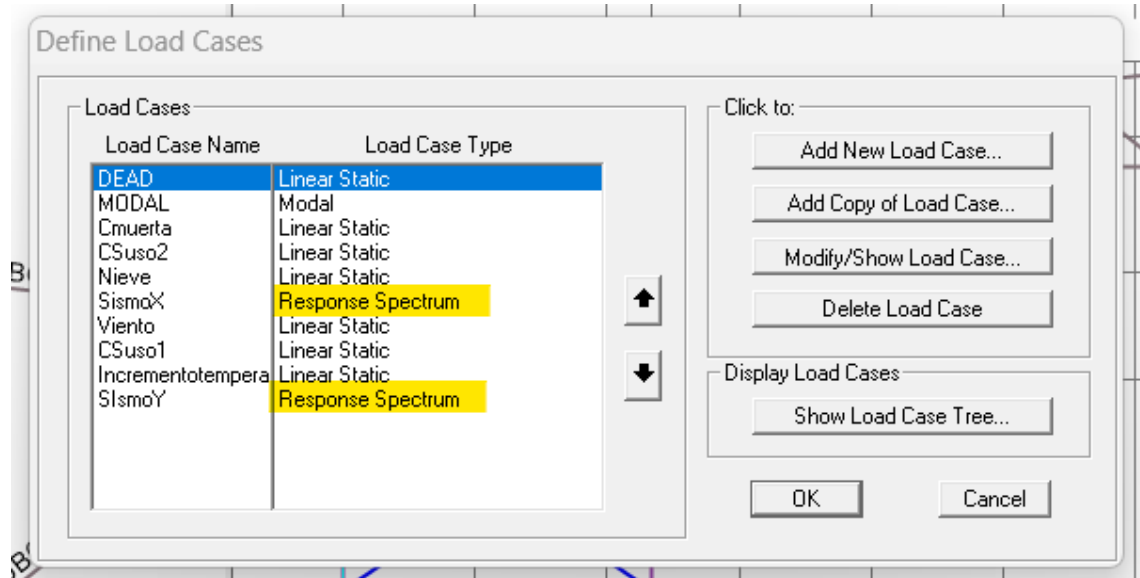 Define Load Cases
Load Cases
Load Case Name Load Case Type
DEAD Linear Static
MODAL Modal
Cmuerta Linear Static
CSuso2 Linear Static
Nieve Linear Static
SismoX Response Spectrum
Viento Linear Static
CSuso1 Linear Static
Incrementotempera Linear Static
SIsmoY Response Spectrum
Click to:
Add New Load Case...
Add Copy of Load Case...
Modify/Show Load Case...
Delete Load Case
Display Load Cases
Show Load Case Tree...
OK Cancel